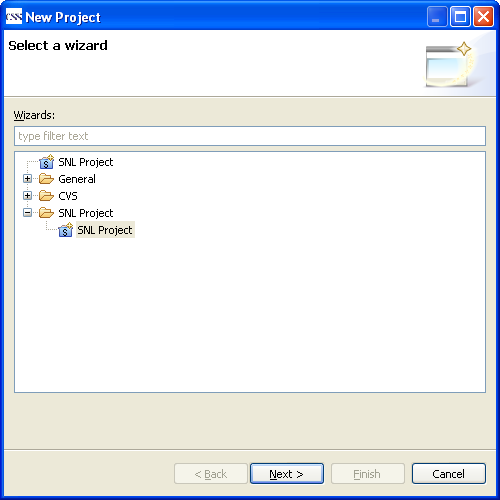 CSS New Project
Select a wizard
Wizards:
type filter text
SNL Project
General
CVS
SNL Project
SNL Project
< Back Next > Finish Cancel